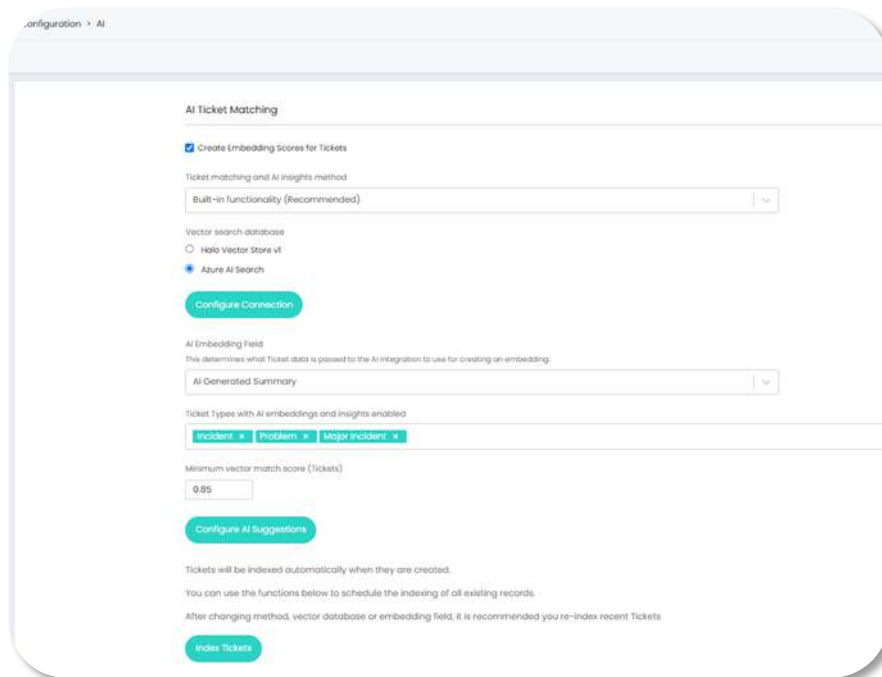 onfiguration > AI
AI Ticket Matching
Create Embedding Scores for Tickets
Ticket matching and AI insights method
Built-in functionality (Recommended)
Vector search database
Halo Vector Store v1
Azure AI Search
Configure Connection
AI Embedding Field
This determines what Ticket data is passed to the AI integration to use for creating an embedding.
AI Generated Summary
Ticket Types with AI embeddings and insights enabled
Incident × Problem × Major Incident ×
Minimum vector match score (Tickets)
0.85
Configure AI Suggestions
Tickets will be indexed automatically when they are created.
You can use the functions below to schedule the indexing of all existing records.
After changing method, vector database or embedding field, it is recommended you re-index recent Tickets
Index Tickets